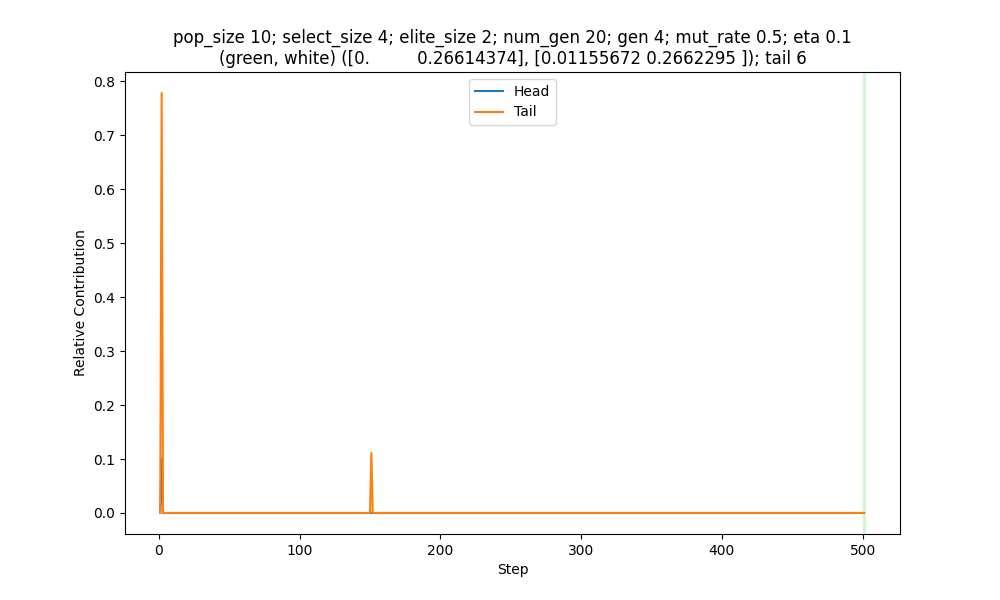 pop_size 10; select_size 4; elite_size 2; num_gen 20; gen 4; mut_rate 0.5; eta 0.1
(green, white) ([0.         0.26614374], [0.01155672 0.2662295 ]); tail 6
Head
Tail
Relative Contribution
0.8
0.7
0.6
0.5
0.4
0.3
0.2
0.1
0.0
0 100 200 300 400 500
Step